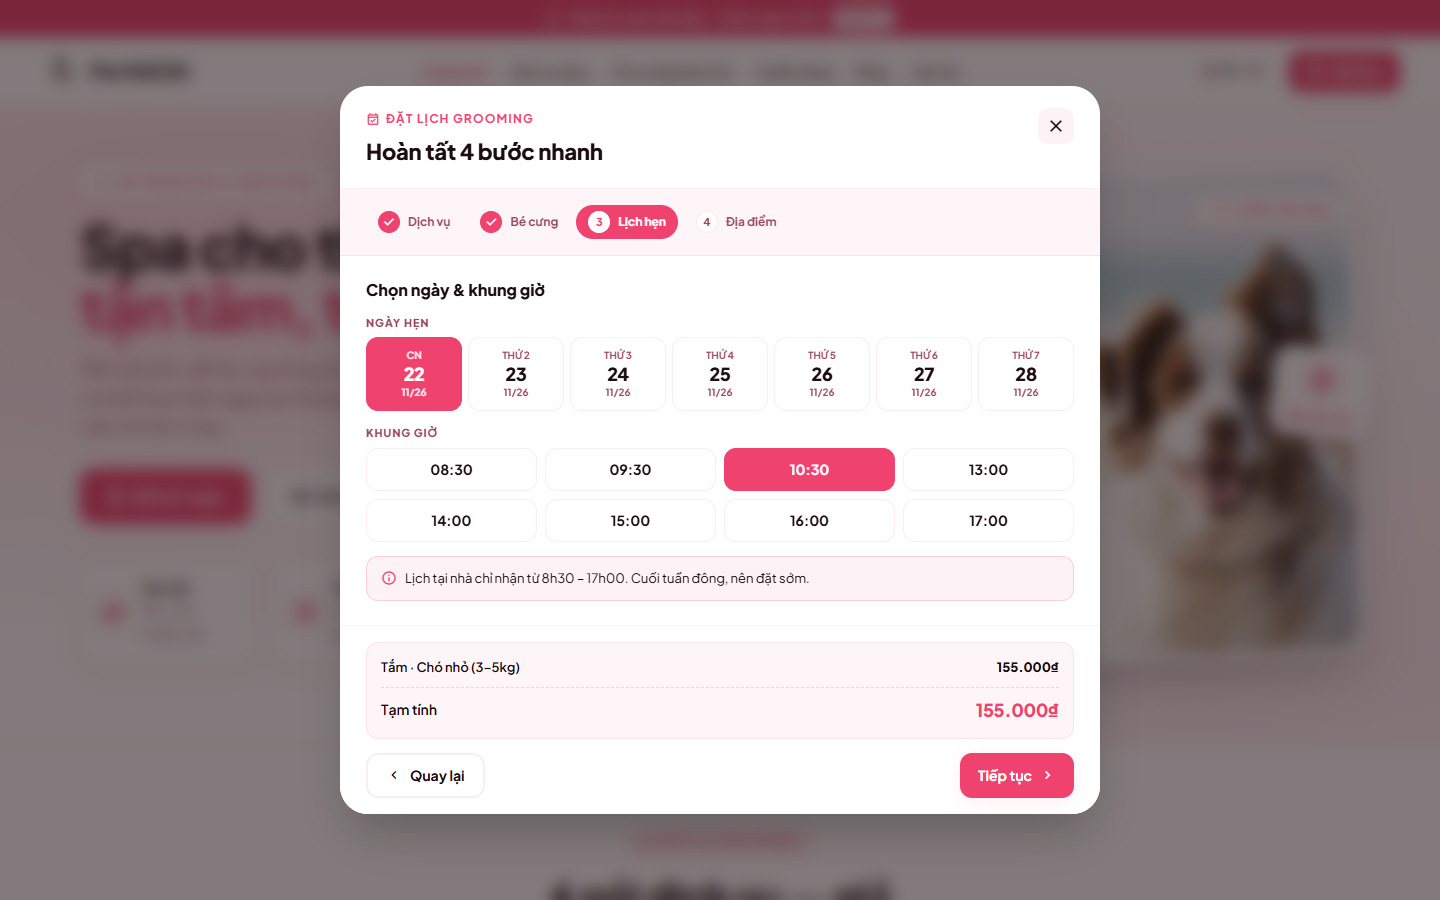 ĐẶT LỊCH GROOMING
Hoàn tất 4 bước nhanh
Dịch vụ
Bé cưng
3 Lịch hẹn
4 Địa điểm
Chọn ngày & khung giờ
NGÀY HẸN
CN
22
11/26
THỨ 2
23
11/26
THỨ 3
24
11/26
THỨ 4
25
11/26
THỨ 5
26
11/26
THỨ 6
27
11/26
THỨ 7
28
11/26
KHUNG GIỜ
08:30
09:30
10:30
13:00
14:00
15:00
16:00
17:00
Lịch tại nhà chỉ nhận từ 8h30 – 17h00. Cuối tuần đông, nên đặt sớm.
Tắm · Chó nhỏ (3–5kg)
155.000₫
Tạm tính
155.000₫
Quay lại
Tiếp tục
Spa cho t
tận tâm, t